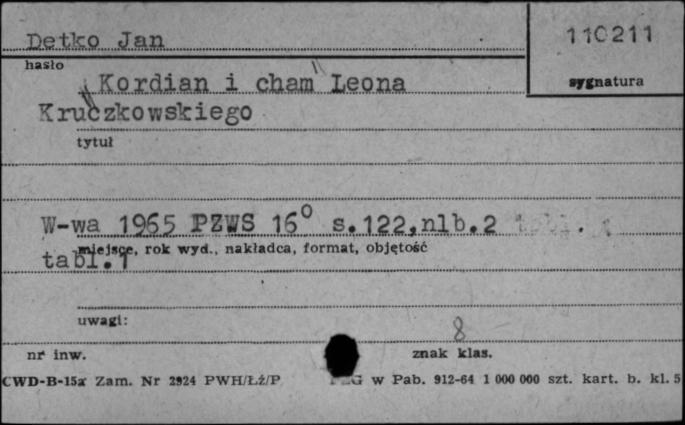 Detko Jan
110211
hasło
sygnatura
"Kordian i cham" Leona
Kruczkowskiego
tytuł
W-wa 1965 PZWS 16° s.122,nlb.2
miejsce, rok wyd., nakładca, format, objętość
tabl.1
uwagi:
8
nr inw.
znak klas.
CWD-B-15a Zam. Nr 2924 PWH/Łż/P w Pab. 912-64 1 000 000 szt. kart. b. kl. 5